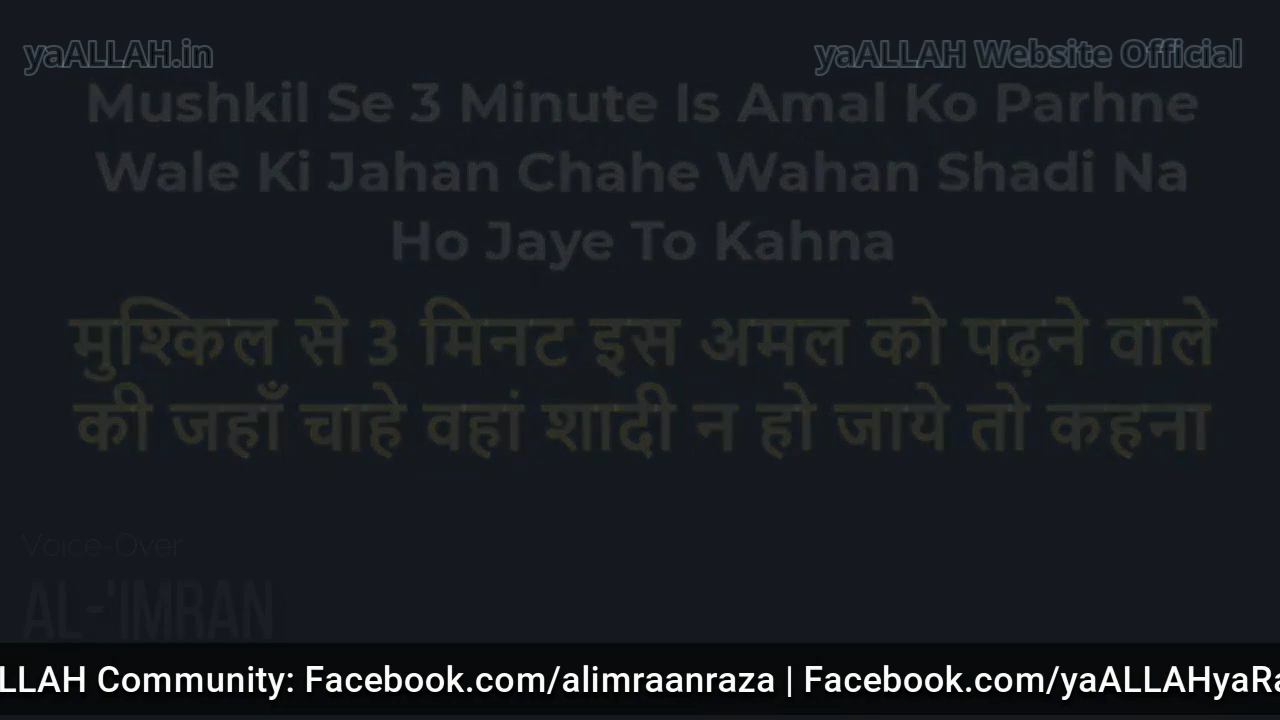 yaALLAH.in
yaALLAH Website Official
Mushkil Se 3 Minute Is Amal Ko Parhne
Wale Ki Jahan Chahe Wahan Shadi Na
Ho Jaye To Kahna
मुश्किल से 3 मिनट इस अमल को पढ़ने वाले
की जहाँ चाहे वहां शादी न हो जाये तो कहना
Voice-Over
AL-'IMRAN
LLAH Community: Facebook.com/alimraanraza | Facebook.com/yaALLAHyaRa